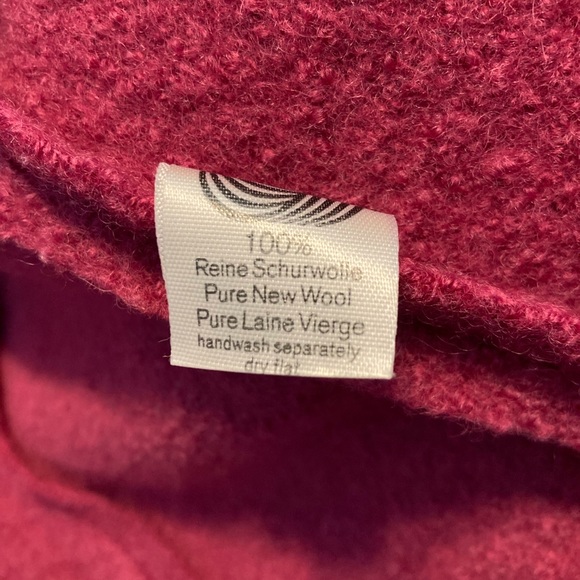 100%
Reine Schurwolle
Pure New Wool
Pure Laine Vierge
handwash separately
dry flat